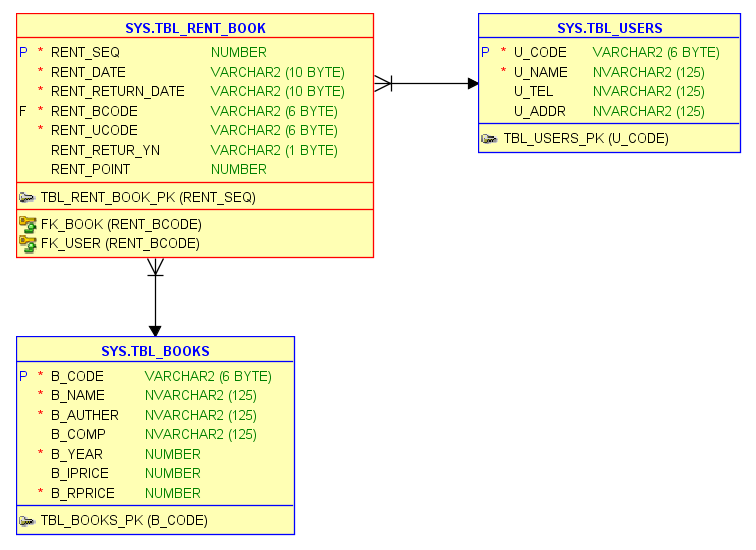 SYS.TBL_RENT_BOOK
P * RENT_SEQ NUMBER
* RENT_DATE VARCHAR2 (10 BYTE)
* RENT_RETURN_DATE VARCHAR2 (10 BYTE)
F * RENT_BCODE VARCHAR2 (6 BYTE)
* RENT_UCODE VARCHAR2 (6 BYTE)
RENT_RETUR_YN VARCHAR2 (1 BYTE)
RENT_POINT NUMBER
TBL_RENT_BOOK_PK (RENT_SEQ)
FK_BOOK (RENT_BCODE)
FK_USER (RENT_BCODE)
SYS.TBL_USERS
P * U_CODE VARCHAR2 (6 BYTE)
* U_NAME NVARCHAR2 (125)
U_TEL NVARCHAR2 (125)
U_ADDR NVARCHAR2 (125)
TBL_USERS_PK (U_CODE)
SYS.TBL_BOOKS
P * B_CODE VARCHAR2 (6 BYTE)
* B_NAME NVARCHAR2 (125)
* B_AUTHER NVARCHAR2 (125)
B_COMP NVARCHAR2 (125)
* B_YEAR NUMBER
B_IPRICE NUMBER
* B_RPRICE NUMBER
TBL_BOOKS_PK (B_CODE)